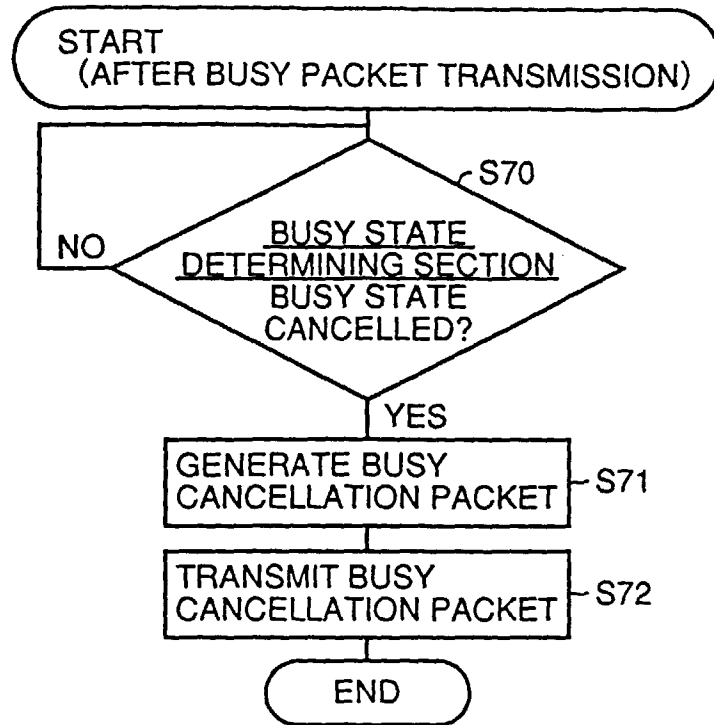 START
(AFTER BUSY PACKET TRANSMISSION)
S70
NO
BUSY STATE
DETERMINING SECTION
BUSY STATE
CANCELLED?
YES
GENERATE BUSY
CANCELLATION PACKET
S71
TRANSMIT BUSY
CANCELLATION PACKET
S72
END